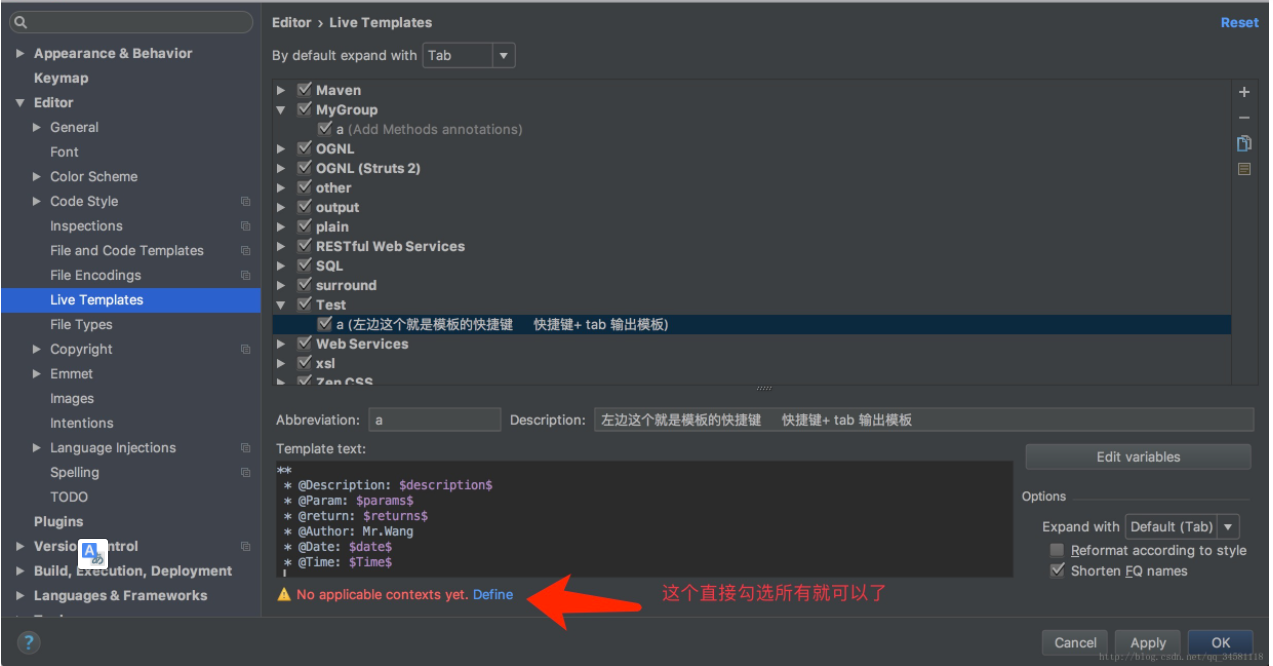 Editor › Live Templates
Reset
By default expand with
Tab
Appearance & Behavior
Keymap
Editor
General
Font
Color Scheme
Code Style
Inspections
File and Code Templates
File Encodings
Live Templates
File Types
Copyright
Emmet
Images
Intentions
Language Injections
Spelling
TODO
Plugins
Build, Execution, Deployment
Languages & Frameworks
Maven
MyGroup
a (Add Methods annotations)
OGNL
OGNL (Struts 2)
other
output
plain
RESTful Web Services
SQL
surround
Test
a (左边这个就是模板的快捷键 快捷键+ tab 输出模板)
Web Services
xsl
Zen CSS
Abbreviation:
a
Description:
左边这个就是模板的快捷键 快捷键+ tab 输出模板
Template text:
**
* @Description: $description$
* @Param: $params$
* @return: $returns$
* @Author: Mr.Wang
* @Date: $date$
* @Time: $Time$
Edit variables
Options
Expand with
Default (Tab)
Reformat according to style
Shorten FQ names
No applicable contexts yet. Define
这个直接勾选所有就可以了
?
Cancel
Apply
OK